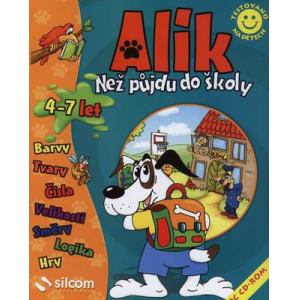 TESTOVÁNO
NA DĚTECH
Alík
Než půjdu do školy
4-7 let
Barvy
Tvary
Čísla
Velikosti
Směry
Logika
Hry
silcom
CD-ROM